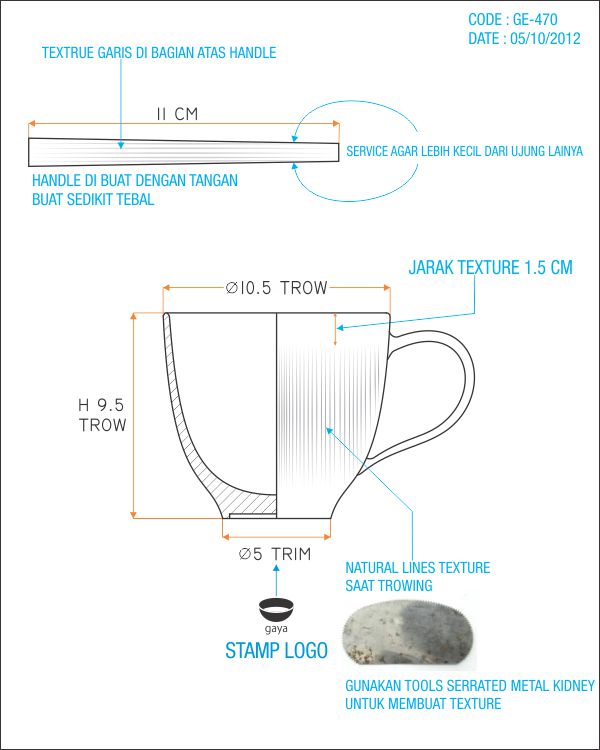 CODE : GE-470
DATE : 05/10/2012
TEXTRUE GARIS DI BAGIAN ATAS HANDLE
11 CM
SERVICE AGAR LEBIH KECIL DARI UJUNG LAINYA
HANDLE DI BUAT DENGAN TANGAN
BUAT SEDIKIT TEBAL
JARAK TEXTURE 1.5 CM
Ø10.5 TROW
H 9.5
TROW
Ø5 TRIM
NATURAL LINES TEXTURE
SAAT TROWING
gaya
STAMP LOGO
GUNAKAN TOOLS SERRATED METAL KIDNEY
UNTUK MEMBUAT TEXTURE